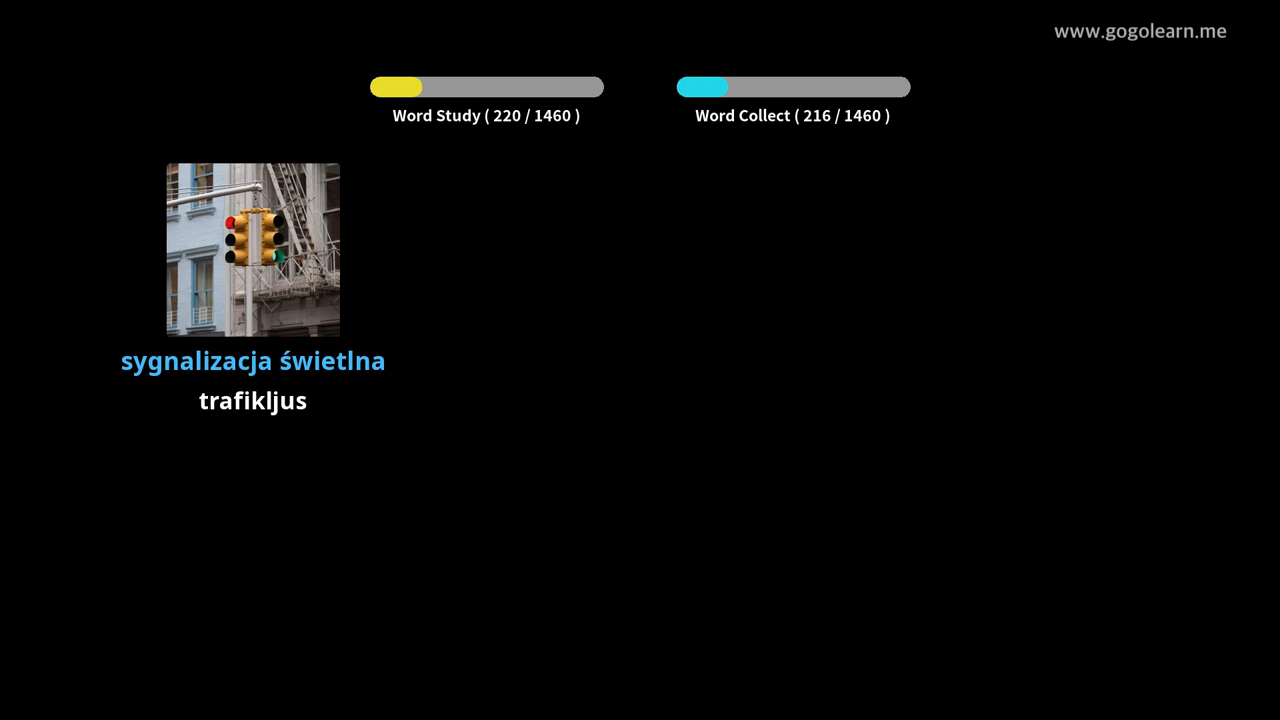 www.gogolearn.me
Word Study ( 220 / 1460 )
Word Collect ( 216 / 1460 )
sygnalizacja świetlna
trafikljus